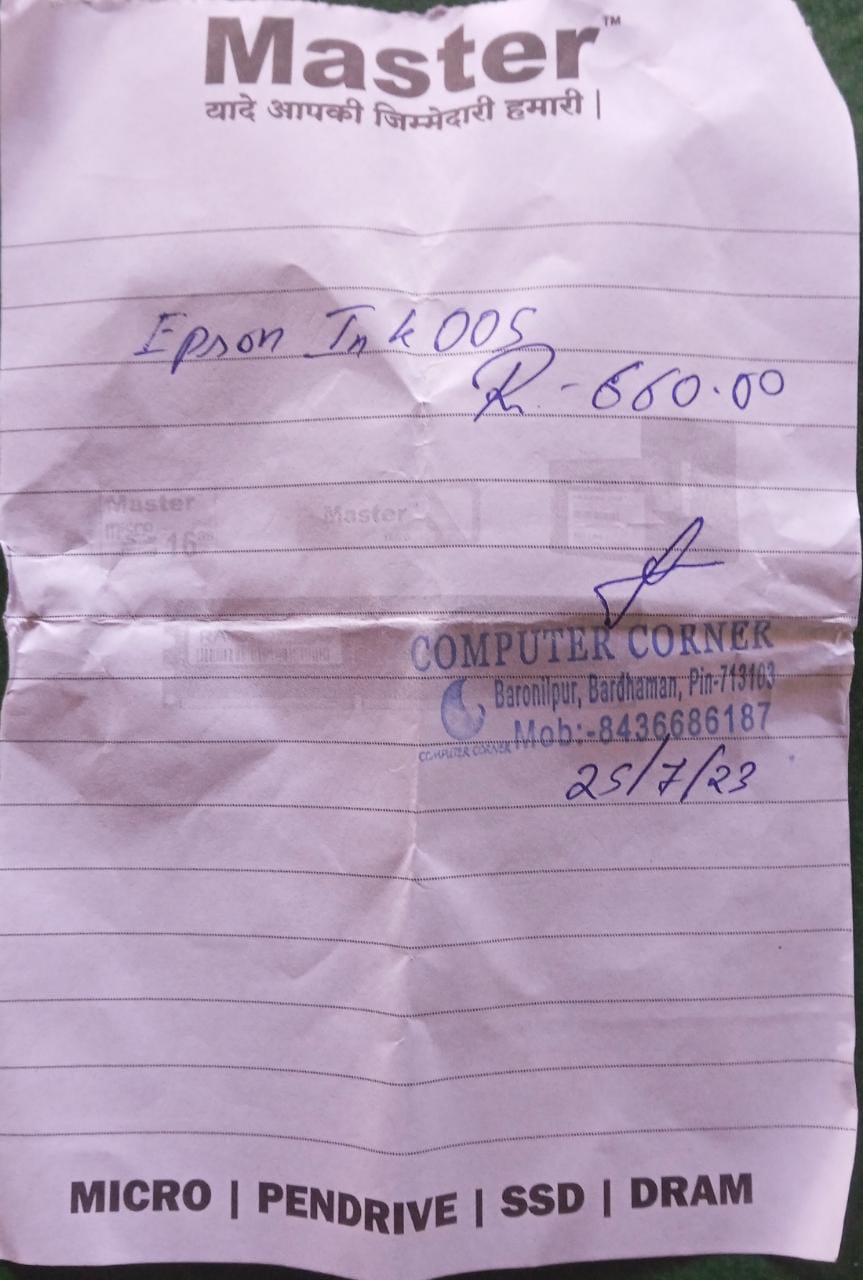 Master™
यादे आपकी जिम्मेदारी हमारी |
Epson Ink 005
R. - 660.00
Master
micro
16
Master
COMPUTER CORNER
Baronilpur, Bardhaman, Pin-713103
Mob:-8436686187
COMPUTER CORNER
25/7/23
MICRO | PENDRIVE | SSD | DRAM